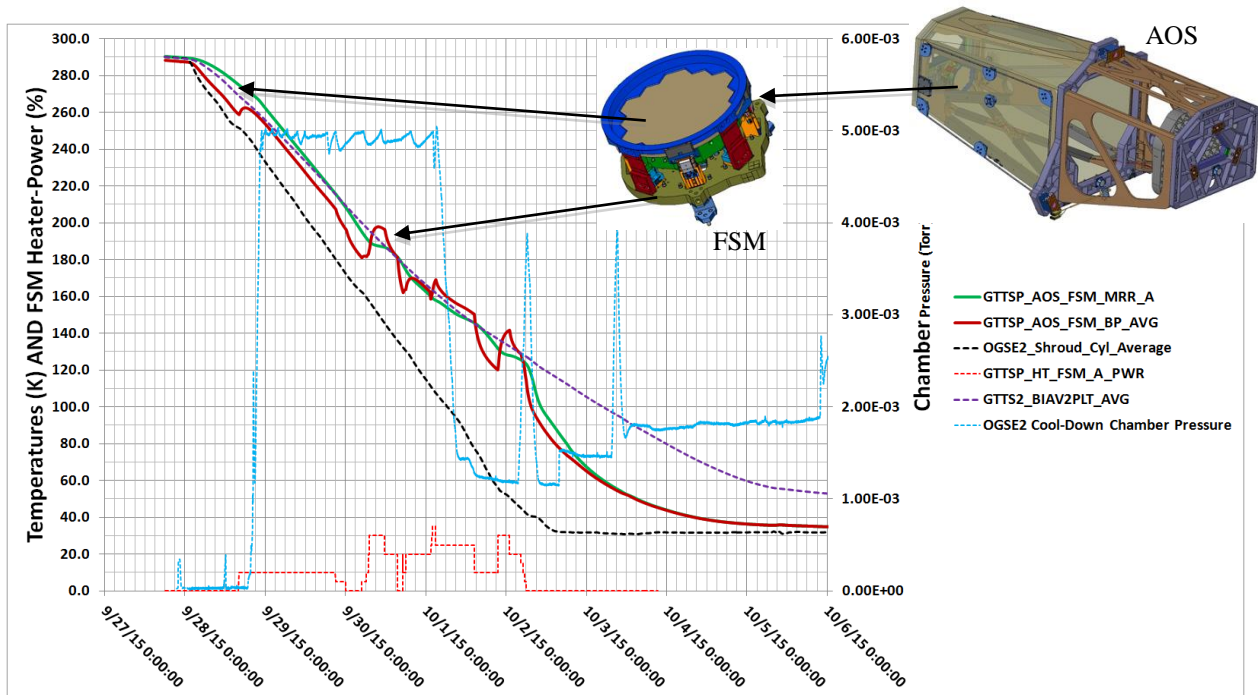 Temperatures (K) AND FSM Heater-Power (%)
300.0
280.0
260.0
240.0
220.0
200.0
180.0
160.0
140.0
120.0
100.0
80.0
60.0
40.0
20.0
0.0
6.00E-03
5.00E-03
4.00E-03
3.00E-03
2.00E-03
1.00E-03
0.00E+00
Chamber Pressure (Torr
AOS
FSM
GTTSP_AOS_FSM_MRR_A
GTTSP_AOS_FSM_BP_AVG
OGSE2_Shroud_Cyl_Average
GTTSP_HT_FSM_A_PWR
GTTS2_BIAV2PLT_AVG
OGSE2 Cool-Down Chamber Pressure
9/27/15 0:00:00
9/28/15 0:00:00
9/29/15 0:00:00
9/30/15 0:00:00
10/1/15 0:00:00
10/2/15 0:00:00
10/3/15 0:00:00
10/4/15 0:00:00
10/5/15 0:00:00
10/6/15 0:00:00